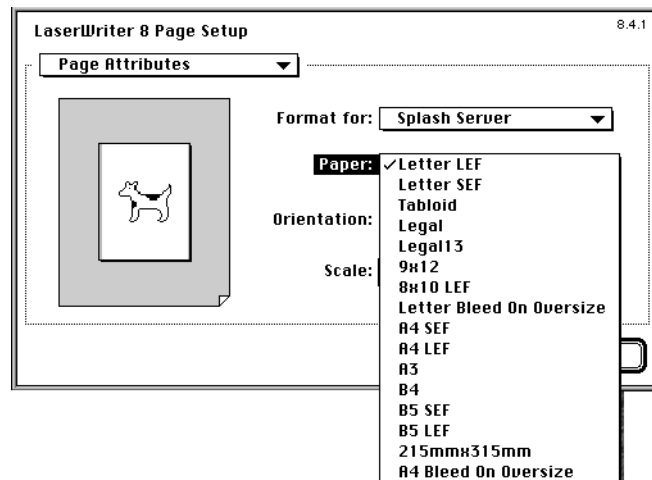 LaserWriter 8 Page Setup
8.4.1
Page Attributes
Format for: Splash Server
Paper: ✓Letter LEF
Letter SEF
Tabloid
Orientation:
Legal
Legal13
Scale:
9x12
8x10 LEF
Letter Bleed On Oversize
A4 SEF
A4 LEF
A3
B4
B5 SEF
B5 LEF
215mmx315mm
A4 Bleed On Oversize